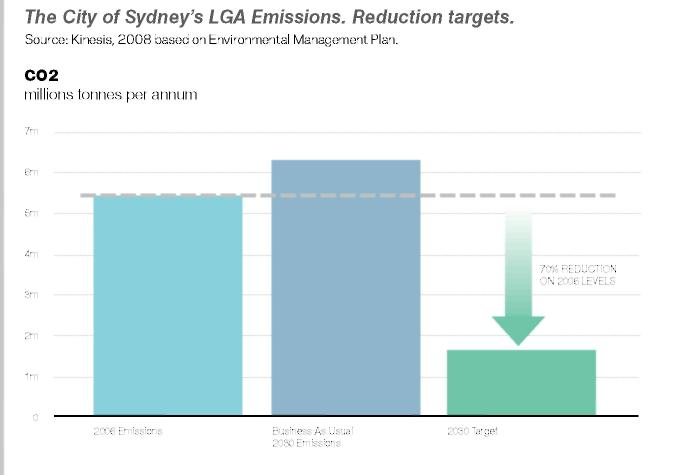 The City of Sydney's LGA Emissions. Reduction targets.
Source: Kinesis, 2008 based on Environmental Management Plan.
CO2
millions tonnes per annum
7m
6m
5m
4m
3m
2m
1m
0
70% REDUCTION
ON 2006 LEVELS
2006 Emissions
Business As Usual
2030 Emissions
2030 Target